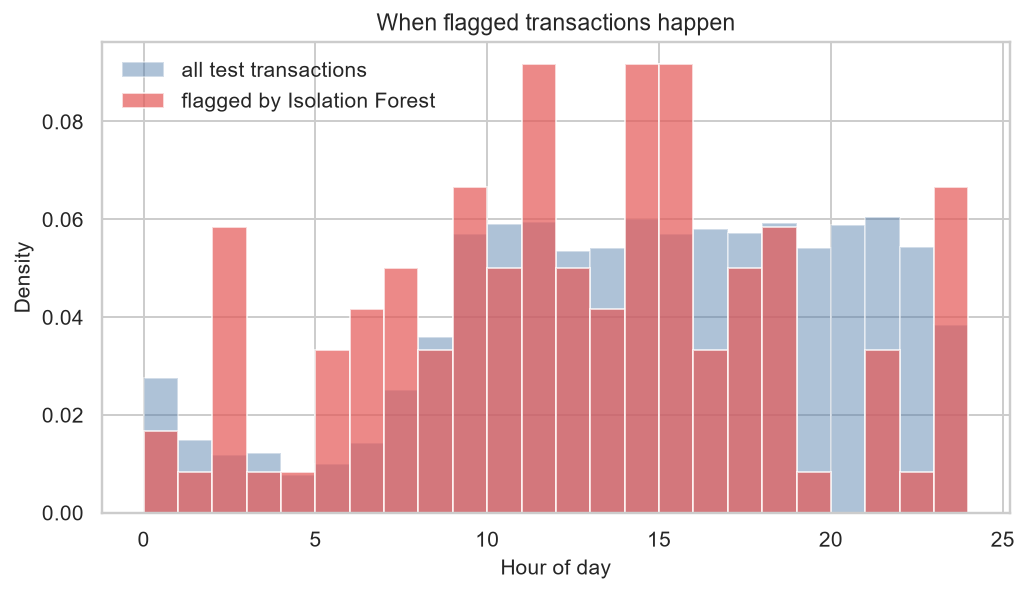 When flagged transactions happen
all test transactions
flagged by Isolation Forest
0.08
0.06
0.04
0.02
0.00
Density
0 5 10 15 20 25
Hour of day